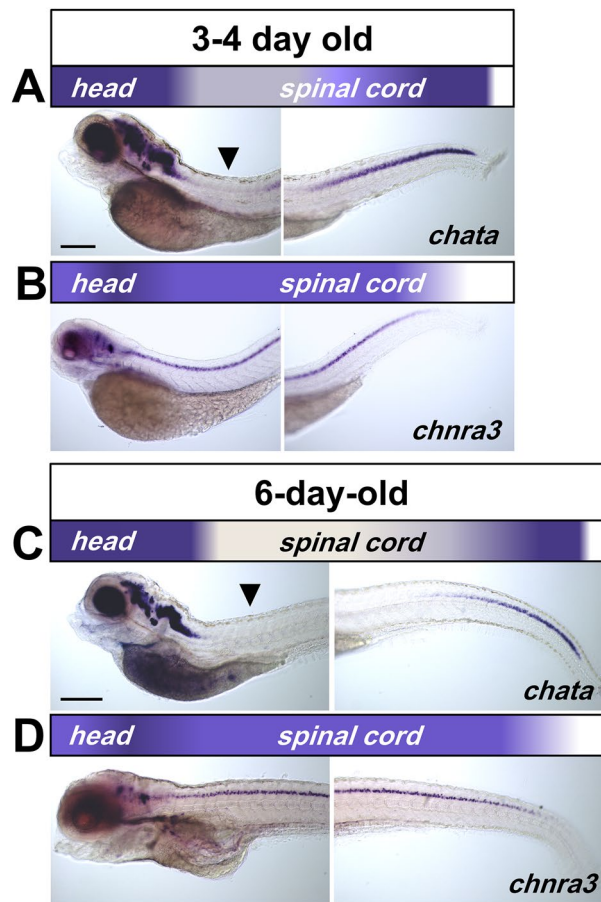 3-4 day old
A
head spinal cord
chata
B
head spinal cord
chnra3
6-day-old
C
head spinal cord
chata
D
head spinal cord
chnra3